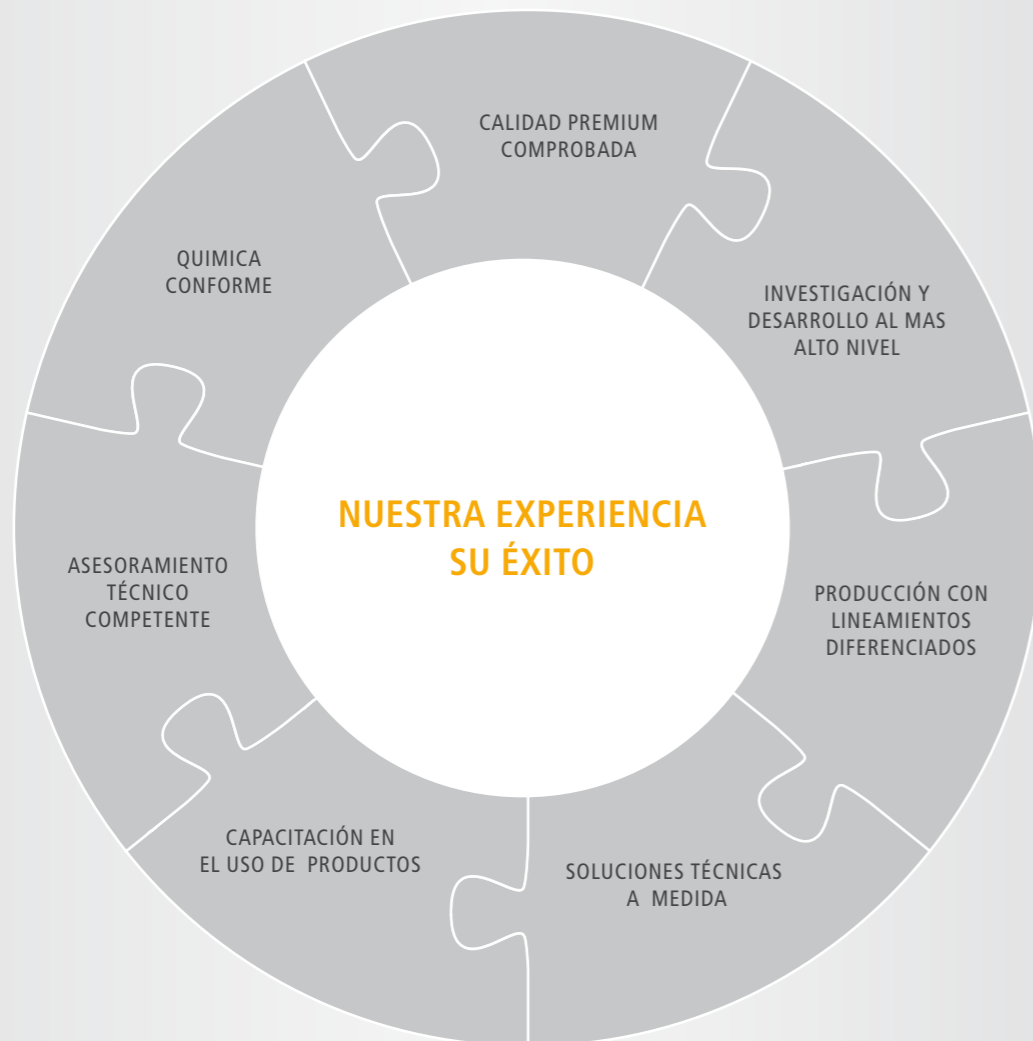 CALIDAD PREMIUM
COMPROBADA
QUIMICA
CONFORME
INVESTIGACIÓN Y
DESARROLLO AL MAS
ALTO NIVEL
NUESTRA EXPERIENCIA
SU ÉXITO
ASESORAMIENTO
TÉCNICO
COMPETENTE
PRODUCCIÓN CON
LINEAMIENTOS
DIFERENCIADOS
CAPACITACIÓN EN
EL USO DE PRODUCTOS
SOLUCIONES TÉCNICAS
A MEDIDA